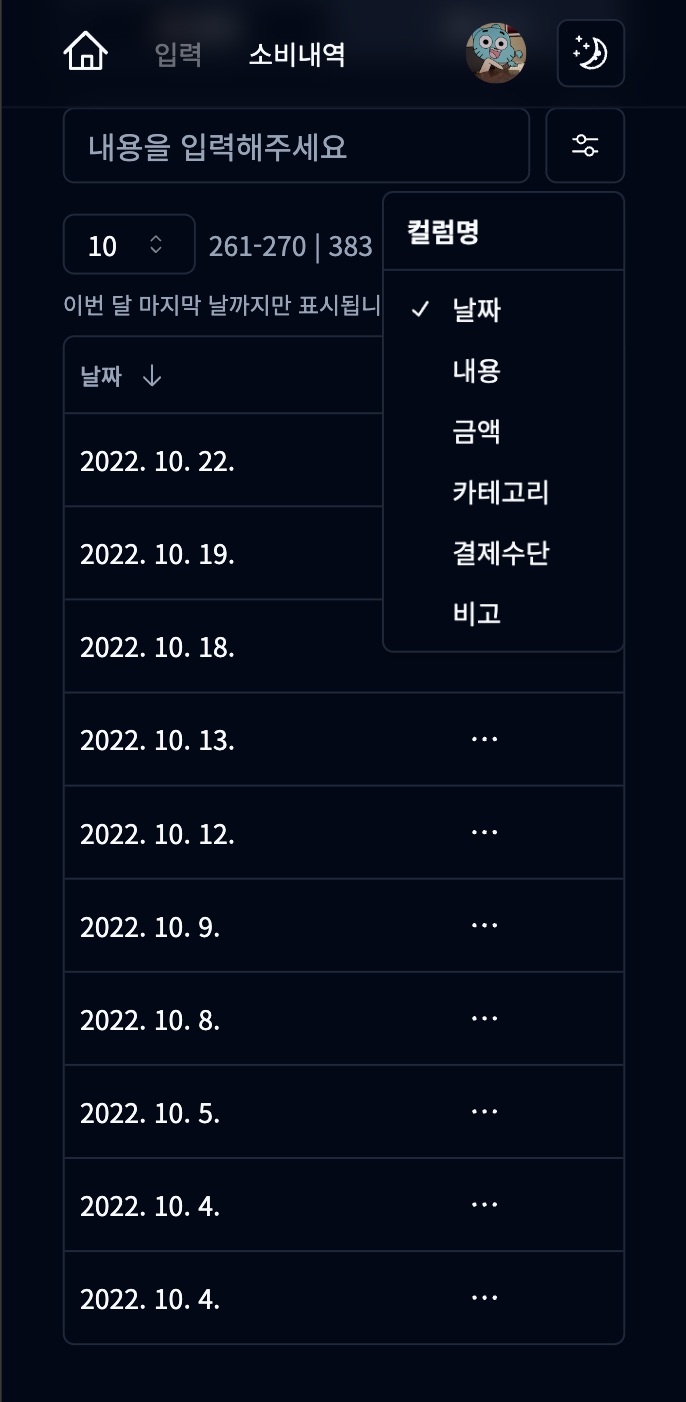 입력 소비내역
내용을 입력해주세요
10 261-270 | 383
이번 달 마지막 날까지만 표시됩니
컬럼명
날짜
내용
금액
카테고리
결제수단
비고
날짜
2022. 10. 22.
2022. 10. 19.
2022. 10. 18.
2022. 10. 13. ...
2022. 10. 12. ...
2022. 10. 9. ...
2022. 10. 8. ...
2022. 10. 5. ...
2022. 10. 4. ...
2022. 10. 4. ...